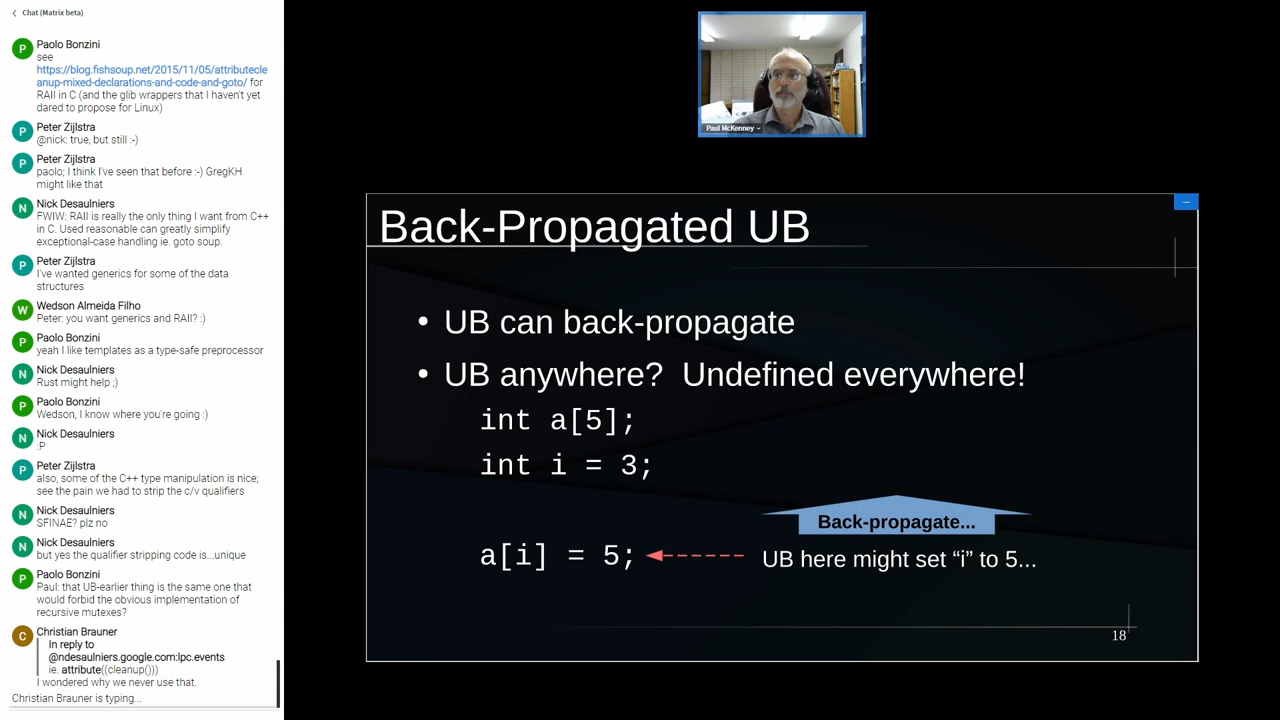 Chat (Matrix beta)
Paolo Bonzini
see
https://blog.fishsoup.net/2015/11/05/attributecle
anup-mixed-declarations-and-code-and-goto/ for
RAII in C (and the glib wrappers that I haven't yet
dared to propose for Linux)
Peter Zijlstra
@nick: true, but still :-)
Peter Zijlstra
paolo; I think I've seen that before :-) GregKH
might like that
Nick Desaulniers
FWIW: RAII is really the only thing I want from C++
in C. Used reasonable can greatly simplify
exceptional-case handling ie. goto soup.
Peter Zijlstra
I've wanted generics for some of the data
structures
Wedson Almeida Filho
Peter: you want generics and RAII? :)
Paolo Bonzini
yeah I like templates as a type-safe preprocessor
Nick Desaulniers
Rust might help ;)
Paolo Bonzini
Wedson, I know where you're going :)
Nick Desaulniers
:P
Peter Zijlstra
also, some of the C++ type manipulation is nice;
see the pain we had to strip the c/v qualifiers
Nick Desaulniers
SFINAE? plz no
Nick Desaulniers
but yes the qualifier stripping code is...unique
Paolo Bonzini
Paul: that UB-earlier thing is the same one that
would forbid the obvious implementation of
recursive mutexes?
Christian Brauner
In reply to
@ndesaulniers.google.com:lpc.events
ie. attribute((cleanup()))
I wondered why we never use that.
Christian Brauner is typing...
P
P
P
N
P
W
P
N
P
N
P
N
N
P
C
Paul McKenney
Back-Propagated UB
• UB can back-propagate
• UB anywhere? Undefined everywhere!
int a[5];
int i = 3;
Back-propagate...
a[i] = 5;
UB here might set “i” to 5...
18